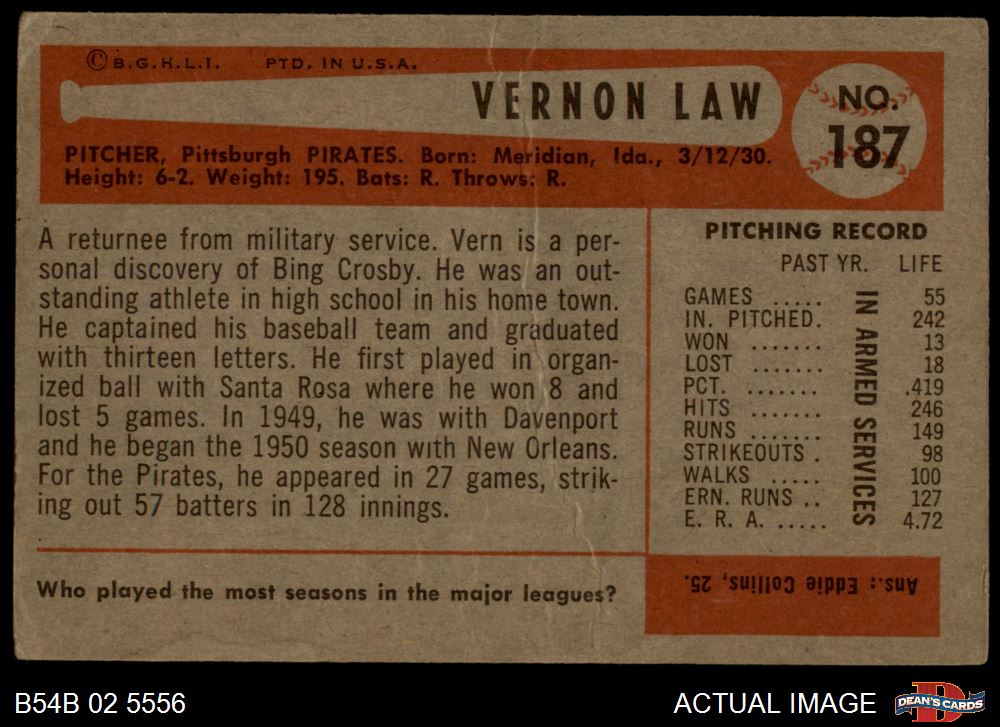 © B.G.H.L.I. PTD. IN U.S.A.
VERNON LAW
NO.
187
PITCHER, Pittsburgh PIRATES. Born: Meridian, Ida., 3/12/30.
Height: 6-2. Weight: 195. Bats: R. Throws: R.
A returnee from military service. Vern is a per-
sonal discovery of Bing Crosby. He was an out-
standing athlete in high school in his home town.
He captained his baseball team and graduated
with thirteen letters. He first played in organ-
ized ball with Santa Rosa where he won 8 and
lost 5 games. In 1949, he was with Davenport
and he began the 1950 season with New Orleans.
For the Pirates, he appeared in 27 games, strik-
ing out 57 batters in 128 innings.
PITCHING RECORD
PAST YR. LIFE
GAMES ..... 55
IN. PITCHED. 242
WON ....... 13
LOST ....... 18
PCT. ....... .419
HITS ....... 246
RUNS ....... 149
STRIKEOUTS . 98
WALKS ..... 100
ERN. RUNS .. 127
E. R. A. ..... 4.72
IN ARMED SERVICES
Who played the most seasons in the major leagues?
Ans.: Eddie Collins, 25.
B54B 02 5556
ACTUAL IMAGE
D
DEAN'S CARDS